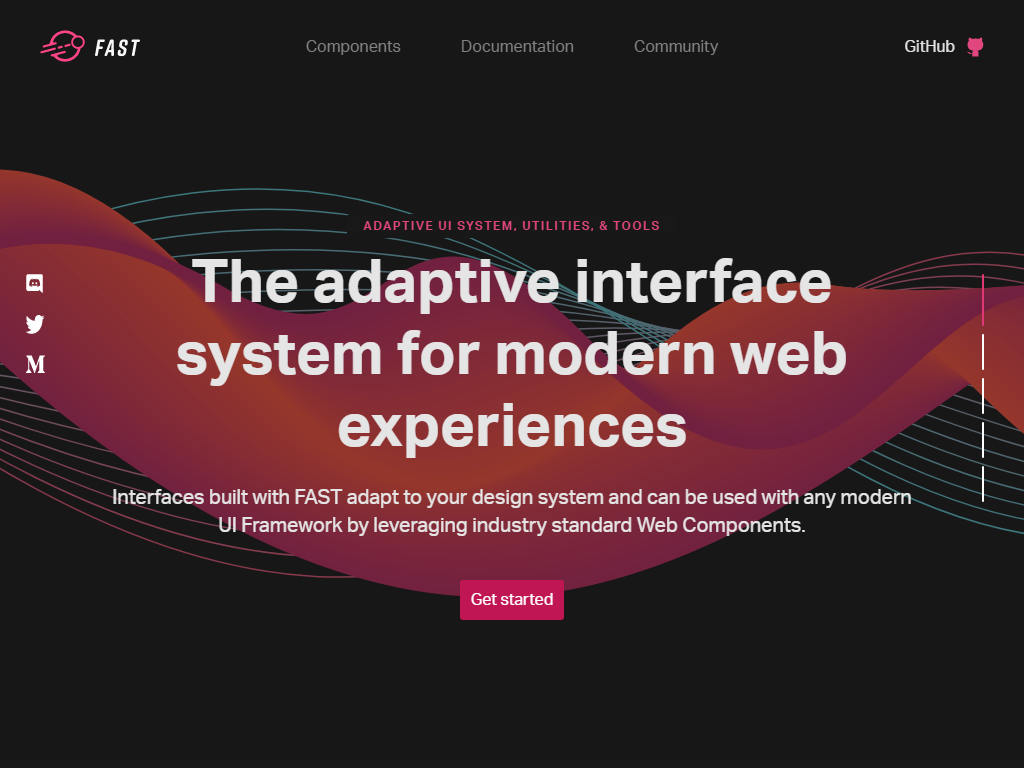 FAST
Components
Documentation
Community
GitHub
ADAPTIVE UI SYSTEM, UTILITIES, & TOOLS
The adaptive interface
system for modern web
experiences
Interfaces built with FAST adapt to your design system and can be used with any modern
UI Framework by leveraging industry standard Web Components.
Get started